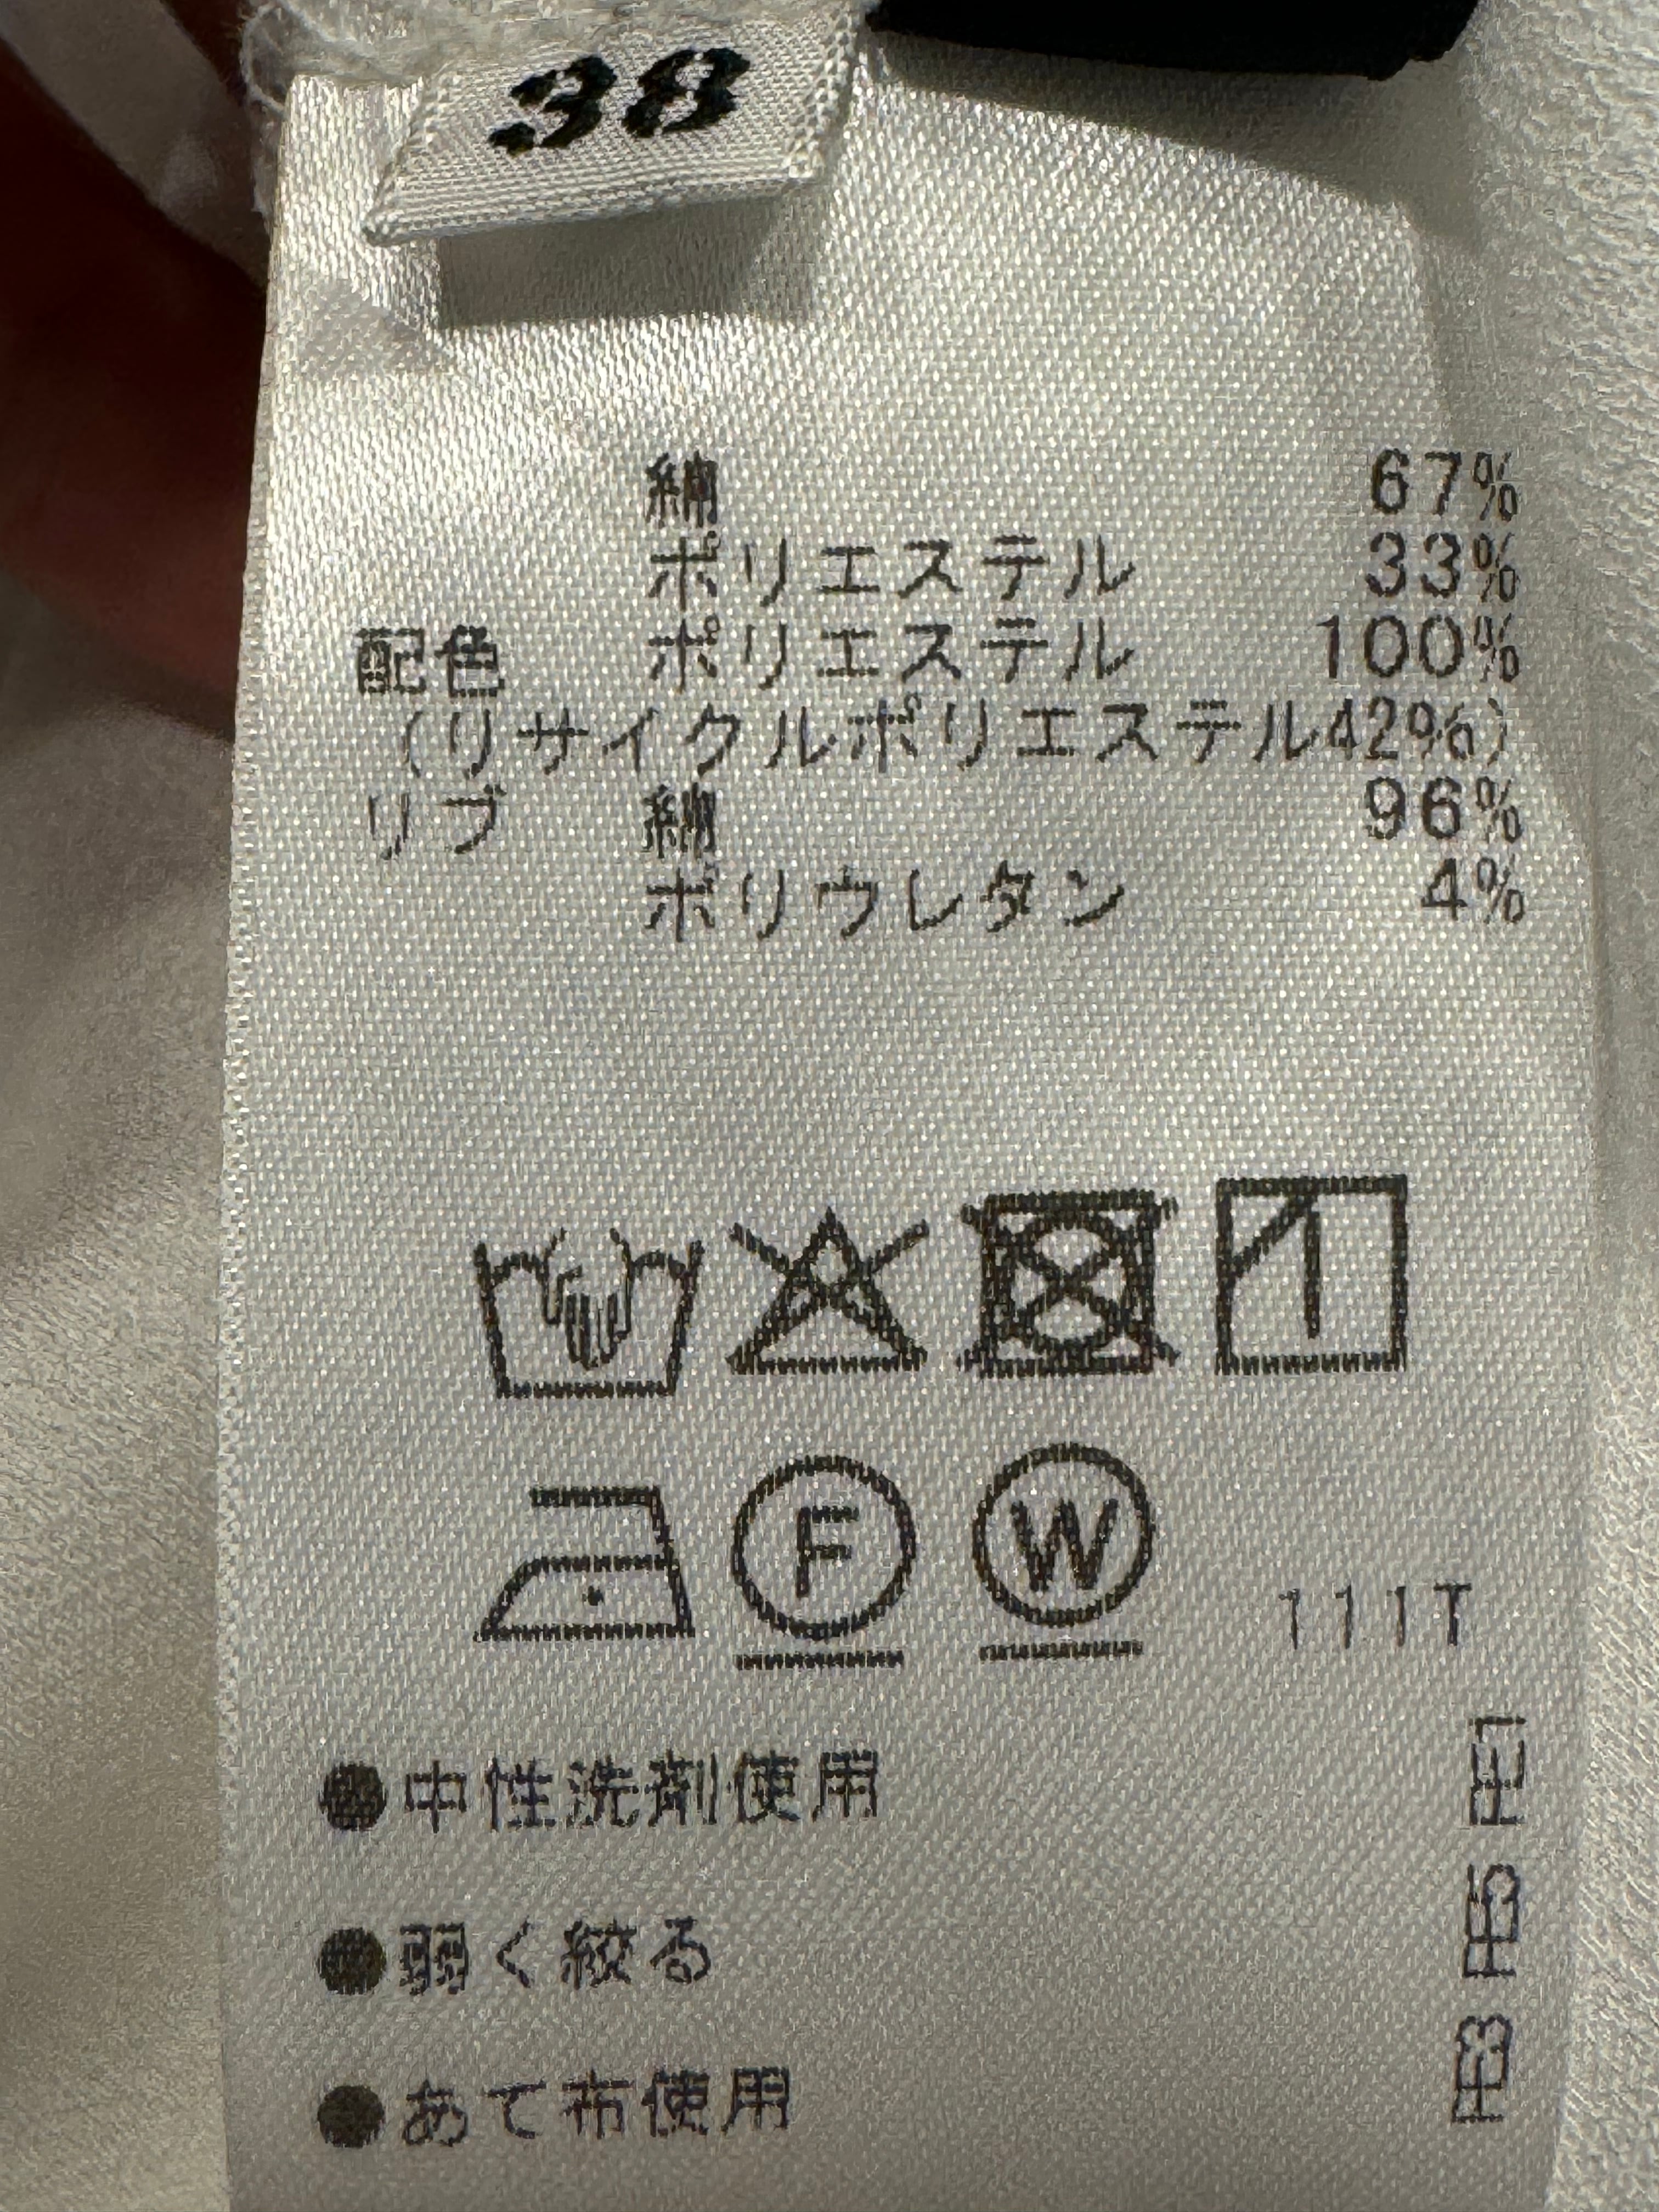 38
綿 67%
ポリエステル 33%
配色 ポリエステル 100%
(リサイクルポリエステル42%)
リブ 綿 96%
ポリウレタン 4%
F W
111T
●中性洗剤使用
●弱く絞る
●あて布使用